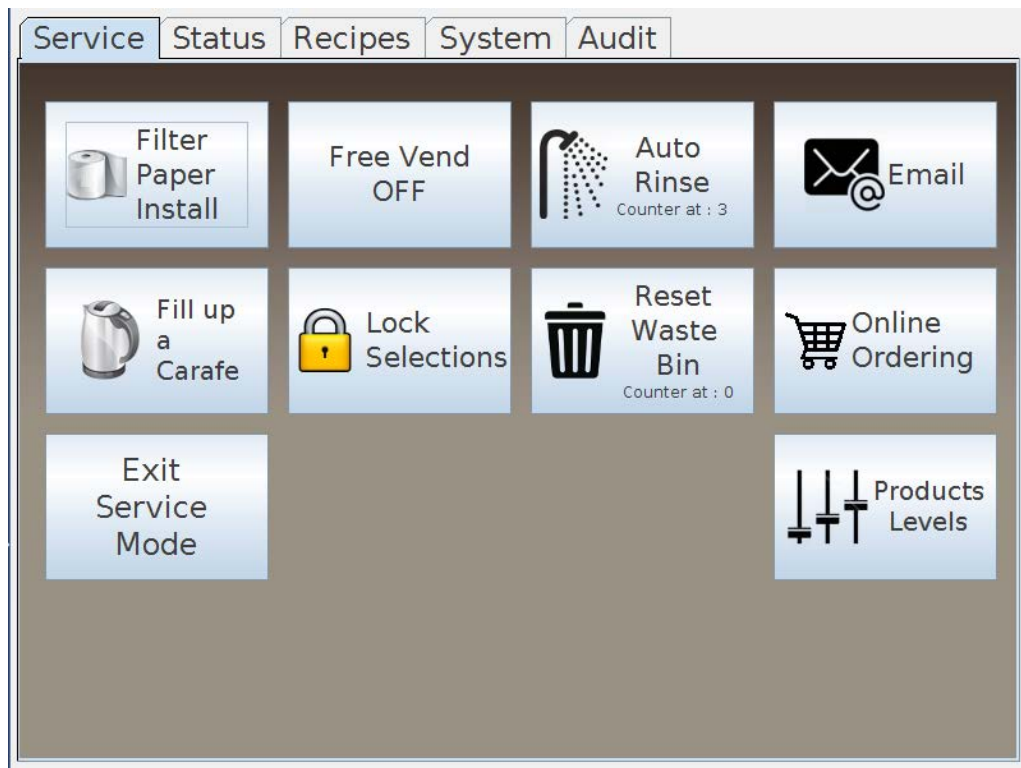 Service Status Recipes System Audit
Filter
Paper
Install
Free Vend
OFF
Auto
Rinse
Counter at : 3
@
Email
Fill up
a
Carafe
Lock
Selections
Reset
Waste
Bin
Counter at : 0
Online
Ordering
Exit
Service
Mode
Products
Levels